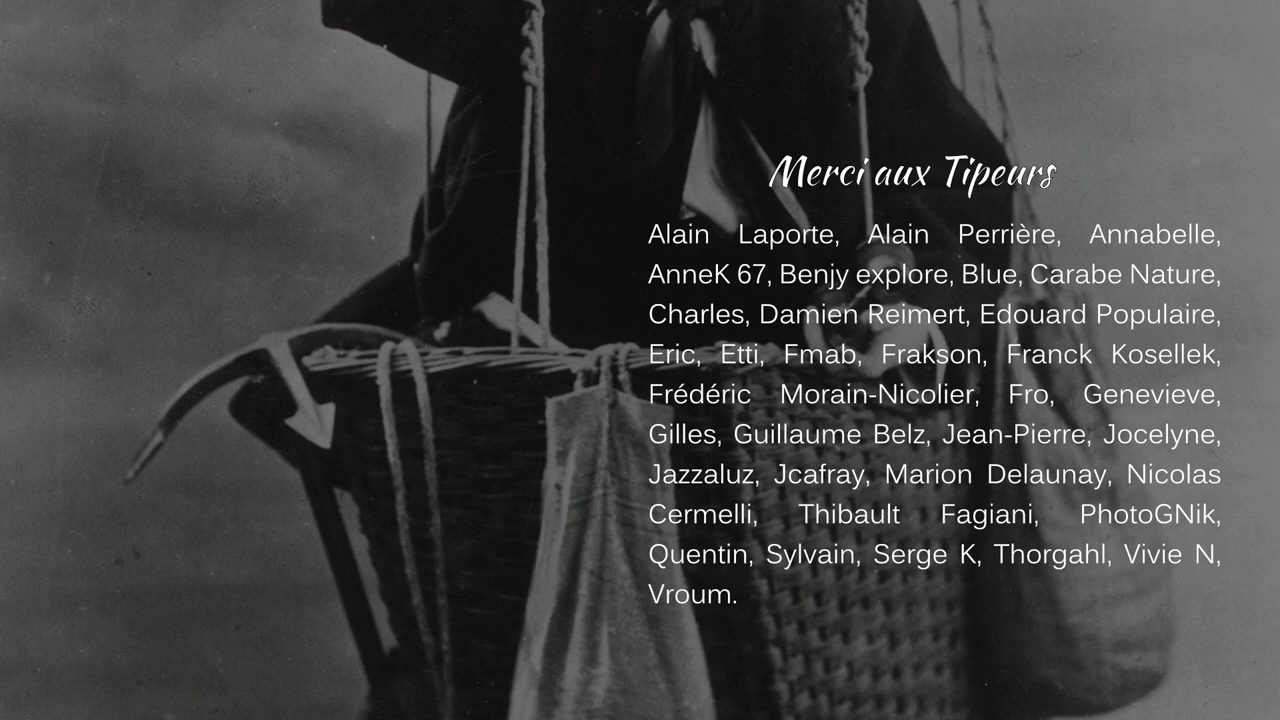 Merci aux Tipeurs
Alain Laporte, Alain Perrière, Annabelle,
AnneK 67, Benjy explore, Blue, Carabe Nature,
Charles, Damien Reimert, Edouard Populaire,
Eric, Etti, Fmab, Frakson, Franck Kosellek,
Frédéric Morain-Nicolier, Fro, Genevieve,
Gilles, Guillaume Belz, Jean-Pierre, Jocelyne,
Jazzaluz, Jcafray, Marion Delaunay, Nicolas
Cermelli, Thibault Fagiani, PhotoGNik,
Quentin, Sylvain, Serge K, Thorgahl, Vivie N,
Vroum.